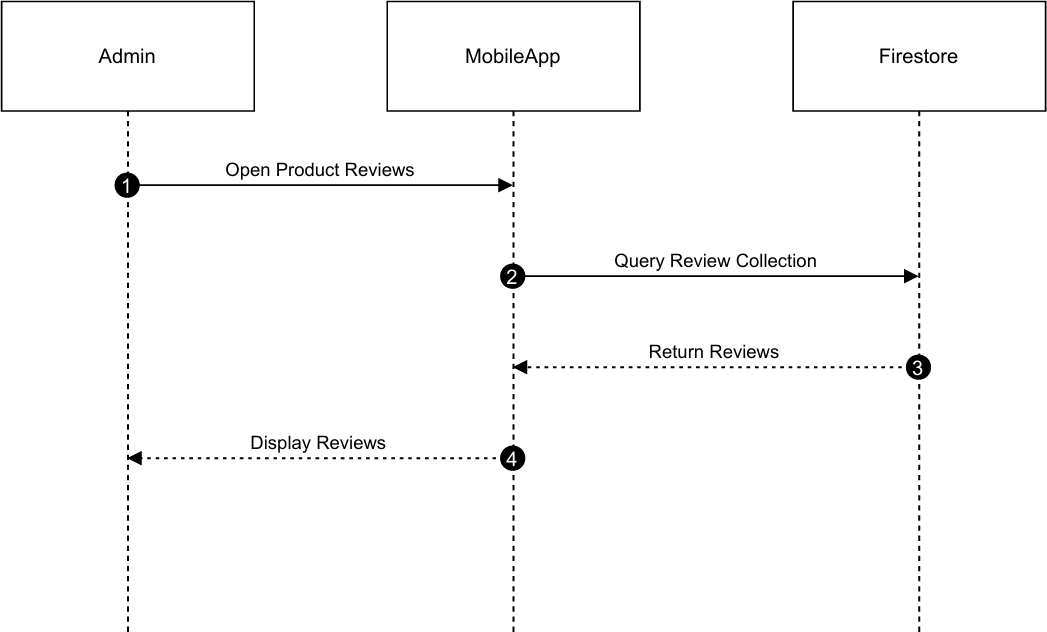 Admin
MobileApp
Firestore
Open Product Reviews
1
Query Review Collection
2
Return Reviews
3
Display Reviews
4